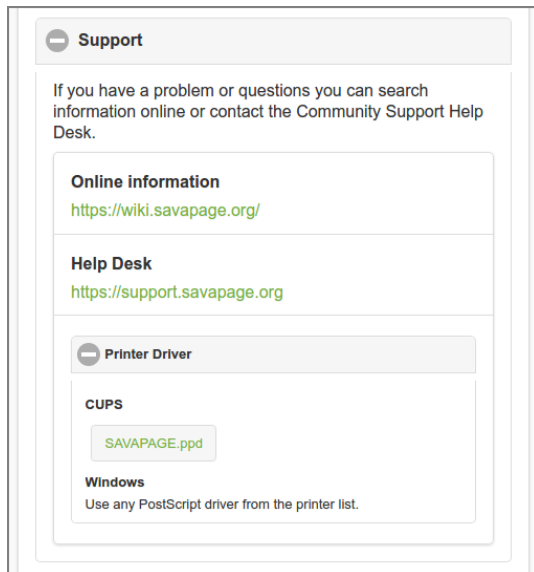 Support
If you have a problem or questions you can search
information online or contact the Community Support Help
Desk.
Online information
https://wiki.savapage.org/
Help Desk
https://support.savapage.org
Printer Driver
CUPS
SAVAPAGE.ppd
Windows
Use any PostScript driver from the printer list.